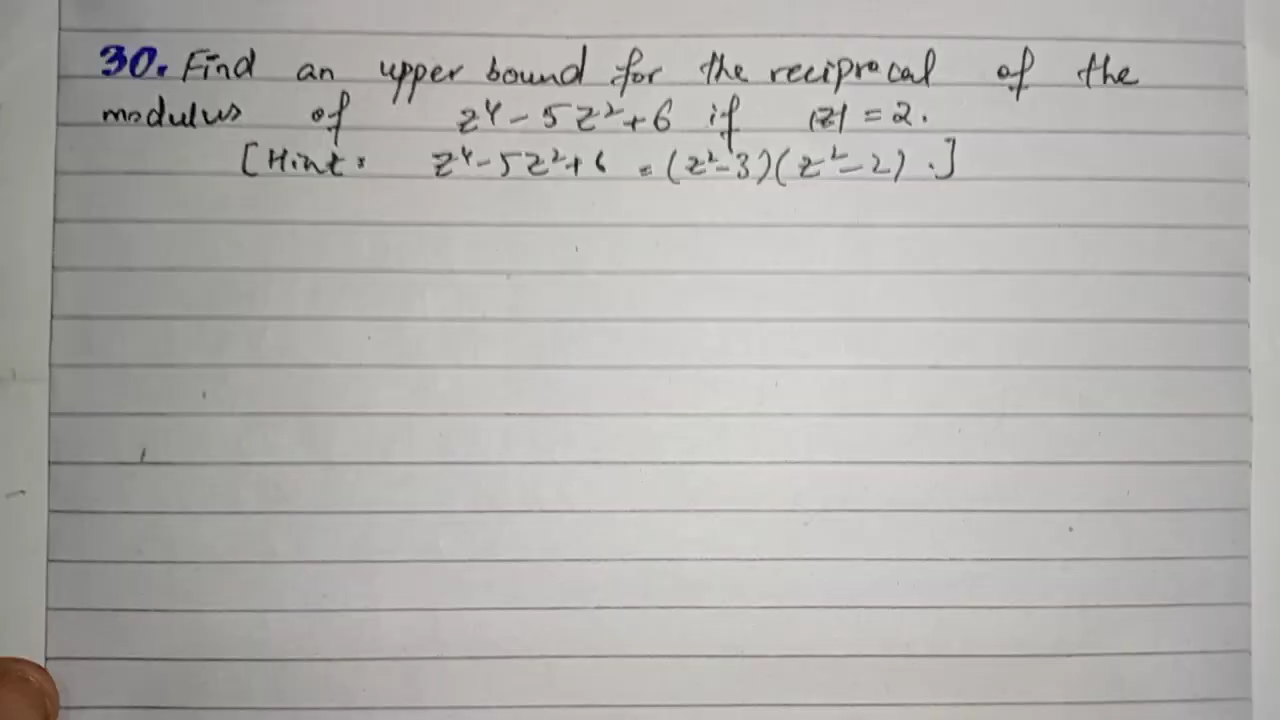 30. Find an upper bound for the reciprocal of the
modulus of z⁴ - 5z² + 6 if |z| = 2.
[Hint: z⁴ - 5z² + 6 = (z² - 3)(z² - 2).]